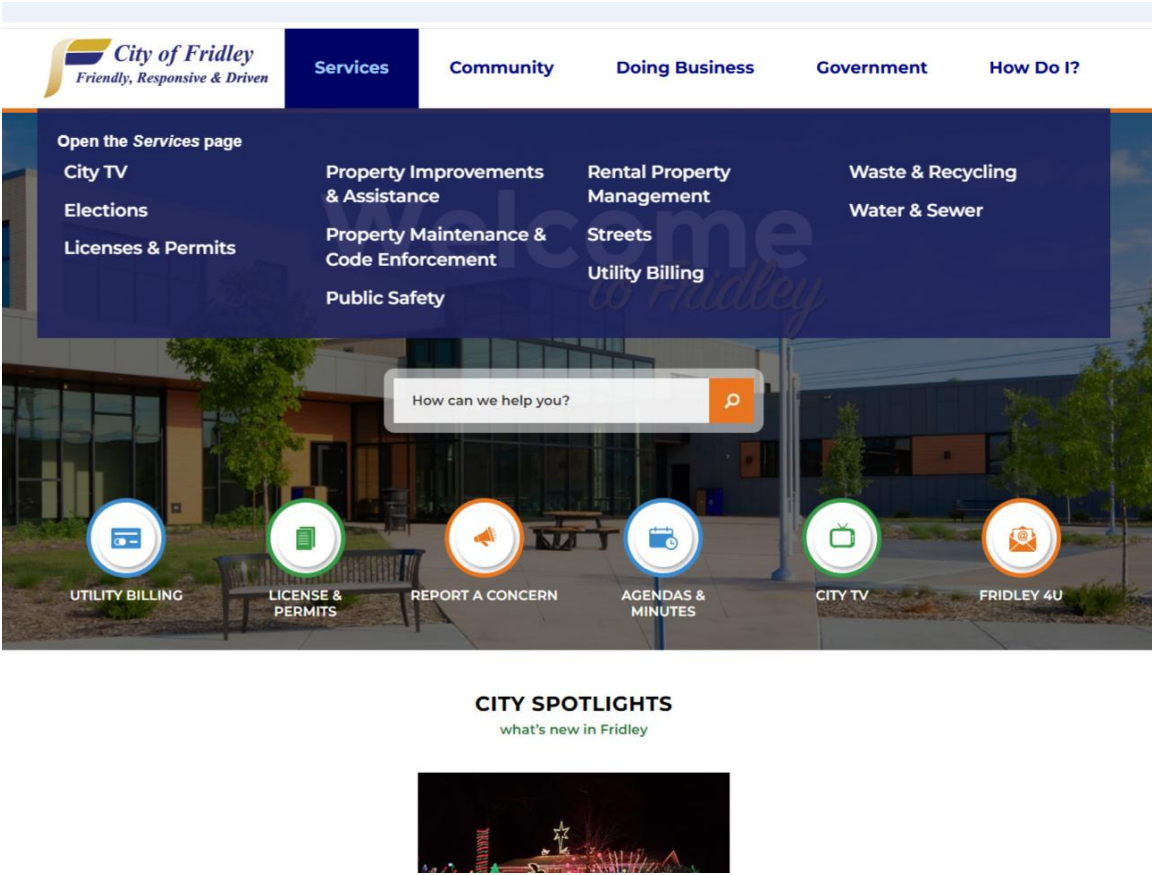 City of Fridley
Friendly, Responsive & Driven
Services
Community
Doing Business
Government
How Do I?
Open the Services page
City TV
Elections
Licenses & Permits
Property Improvements
& Assistance
Property Maintenance &
Code Enforcement
Public Safety
Rental Property
Management
Streets
Utility Billing
Waste & Recycling
Water & Sewer
Welcome
to Fridley
How can we help you?
UTILITY BILLING
LICENSE &
PERMITS
REPORT A CONCERN
AGENDAS &
MINUTES
CITY TV
FRIDLEY 4U
CITY SPOTLIGHTS
what's new in Fridley